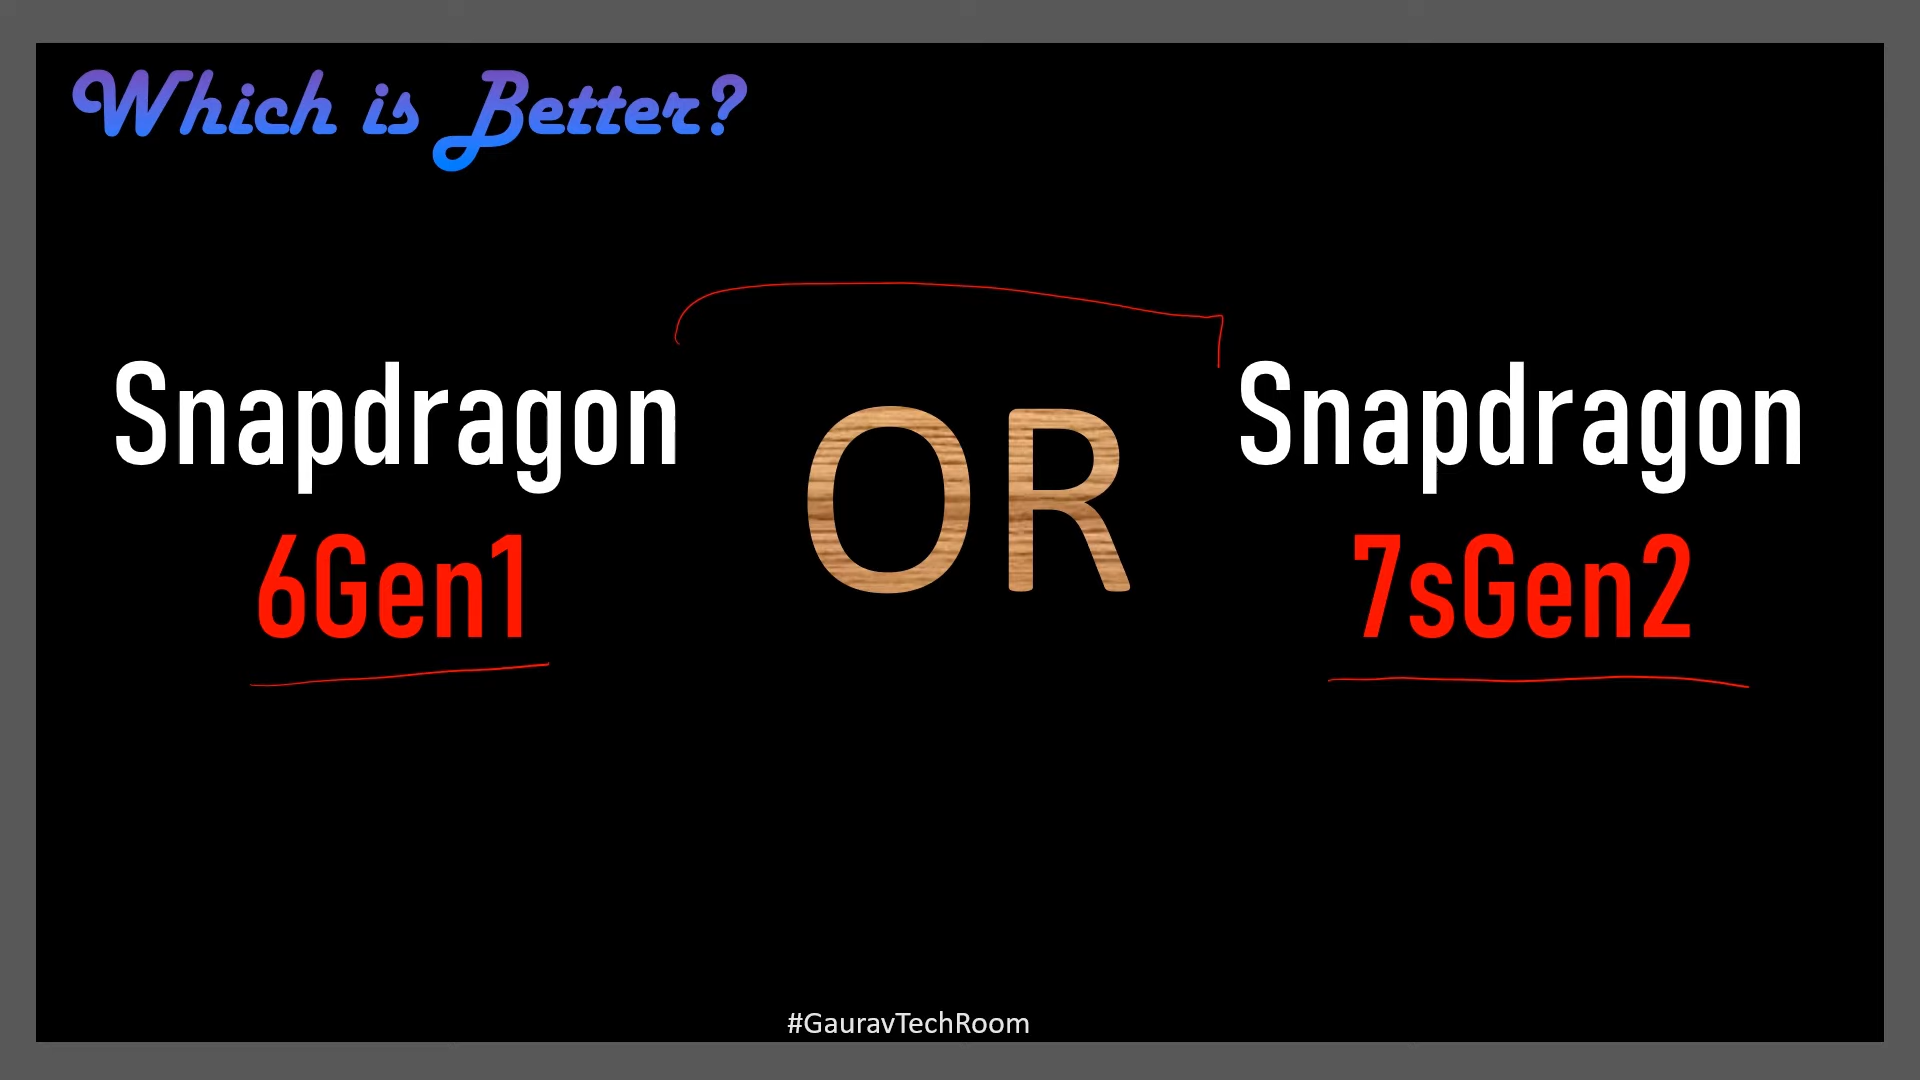 Which is Better?
Snapdragon
6Gen1
OR
Snapdragon
7sGen2
#GauravTechRoom